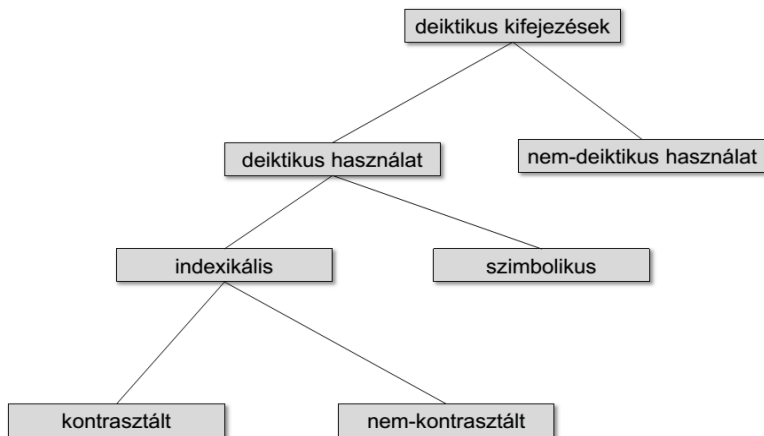 deiktikus kifejezések
deiktikus használat
nem-deiktikus használat
indexikális
szimbolikus
kontrasztált
nem-kontrasztált